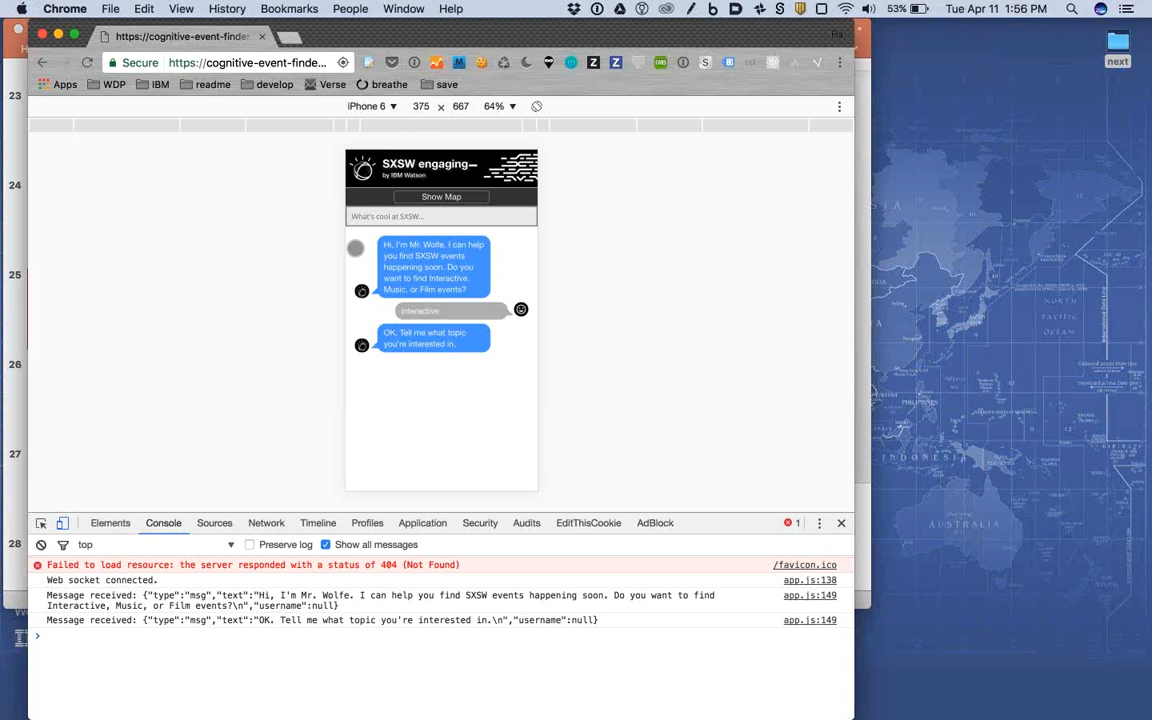 Chrome File Edit View History Bookmarks People Window Help 53% Tue Apr 11 1:56 PM
https://cognitive-event-finde Ra
Secure https://cognitive-event-finde...
Apps WDP IBM readme develop Verse breathe save
iPhone 6 375 x 667 64%
SXSW engaging
by IBM Watson
Show Map
What's cool at SXSW...
Hi, I'm Mr. Wolfe. I can help
you find SXSW events
happening soon. Do you
want to find Interactive,
Music, or Film events?
interactive
OK. Tell me what topic
you're interested in.
Elements Console Sources Network Timeline Profiles Application Security Audits EditThisCookie AdBlock 1
top Preserve log Show all messages
Failed to load resource: the server responded with a status of 404 (Not Found) /favicon.ico
Web socket connected. app.js:138
Message received: {"type":"msg","text":"Hi, I'm Mr. Wolfe. I can help you find SXSW events happening soon. Do you want to find app.js:149
Interactive, Music, or Film events?\n","username":null}
Message received: {"type":"msg","text":"OK. Tell me what topic you're interested in.\n","username":null} app.js:149
23
24
25
26
27
28
next
NORTH
PACIFIC
OCEAN
AUSTRALIA